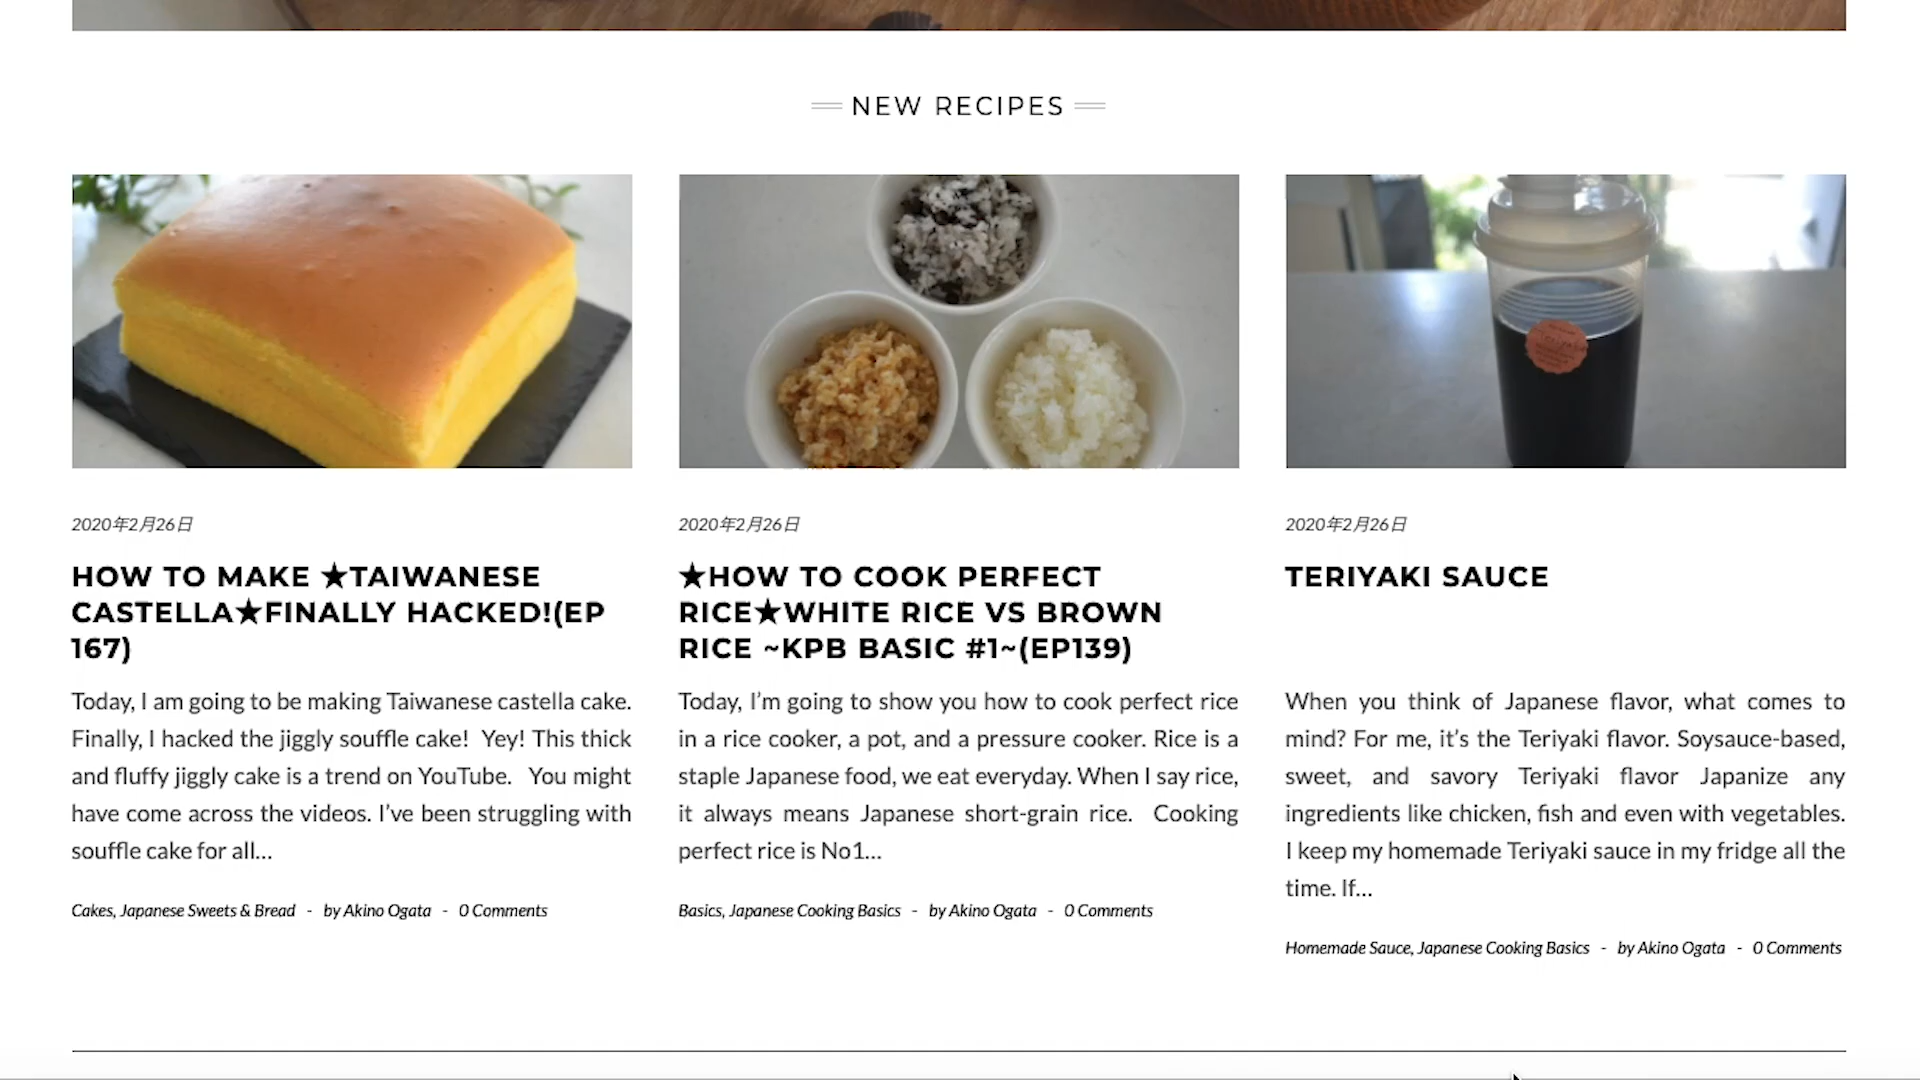 NEW RECIPES
2020年2月26日
HOW TO MAKE ★TAIWANESE
CASTELLA★FINALLY HACKED!(EP
167)
Today, I am going to be making Taiwanese castella cake.
Finally, I hacked the jiggly souffle cake!  Yey! This thick
and fluffy jiggly cake is a trend on YouTube.   You might
have come across the videos. I’ve been struggling with
souffle cake for all...
Cakes, Japanese Sweets & Bread - by Akino Ogata - 0 Comments
2020年2月26日
★HOW TO COOK PERFECT
RICE★WHITE RICE VS BROWN
RICE ~KPB BASIC #1~(EP139)
Today, I’m going to show you how to cook perfect rice
in a rice cooker, a pot, and a pressure cooker. Rice is a
staple Japanese food, we eat everyday. When I say rice,
it always means Japanese short-grain rice.  Cooking
perfect rice is No1...
Basics, Japanese Cooking Basics - by Akino Ogata - 0 Comments
2020年2月26日
TERIYAKI SAUCE
When you think of Japanese flavor, what comes to
mind? For me, it’s the Teriyaki flavor. Soysauce-based,
sweet, and savory Teriyaki flavor Japanize any
ingredients like chicken, fish and even with vegetables.
I keep my homemade Teriyaki sauce in my fridge all the
time. If...
Homemade Sauce, Japanese Cooking Basics - by Akino Ogata - 0 Comments